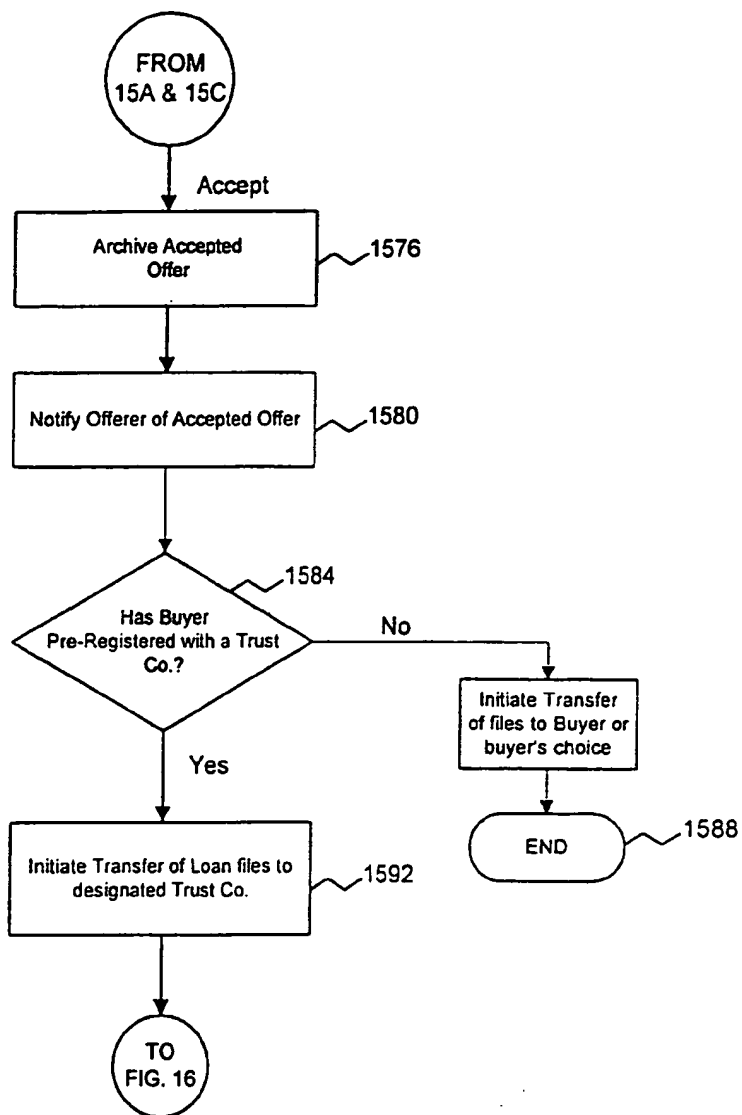 FROM
15A & 15C
Accept
Archive Accepted
Offer
1576
Notify Offerer of Accepted Offer
1580
1584
Has Buyer
Pre-Registered with a Trust
Co.?
No
Initiate Transfer
of files to Buyer or
buyer's choice
Yes
END
1588
Initiate Transfer of Loan files to
designated Trust Co.
1592
TO
FIG. 16